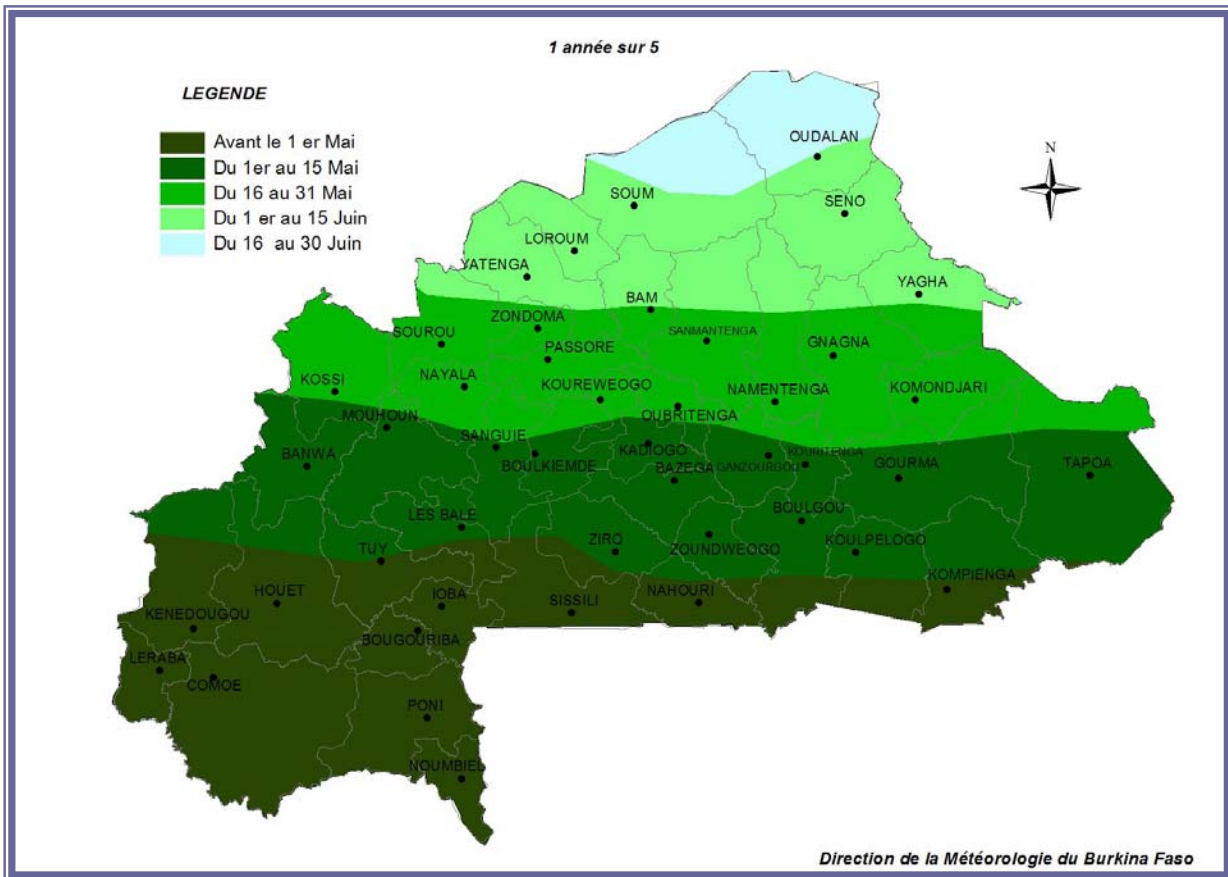 1 année sur 5
LEGENDE
Avant le 1 er Mai
Du 1er au 15 Mai
Du 16 au 31 Mai
Du 1 er au 15 Juin
Du 16 au 30 Juin
N
OUDALAN
SOUM
SENO
LOROUM
YATENGA
YAGHA
BAM
ZONDOMA
SOUROU
SANMANTENGA
PASSORE
GNAGNA
KOSSI
NAYALA
KOUREWEOGO
NAMENTENGA
KOMONDJARI
MOUHOUN
OUBRITENGA
SANGUIE
KADIOGO
BANWA
BOULKIEMDE
BAZEGA
GANZOURGOU
KOURITENGA
GOURMA
TAPOA
LES BALE
BOULGOU
TUY
ZIRO
ZOUNDWEOGO
KOULPELOGO
KOMPIENGA
HOUET
IOBA
SISSILI
NAHOURI
KENEDOUGOU
BOUGOURIBA
LERABA
COMOE
PONI
NOUMBIEL
Direction de la Météorologie du Burkina Faso